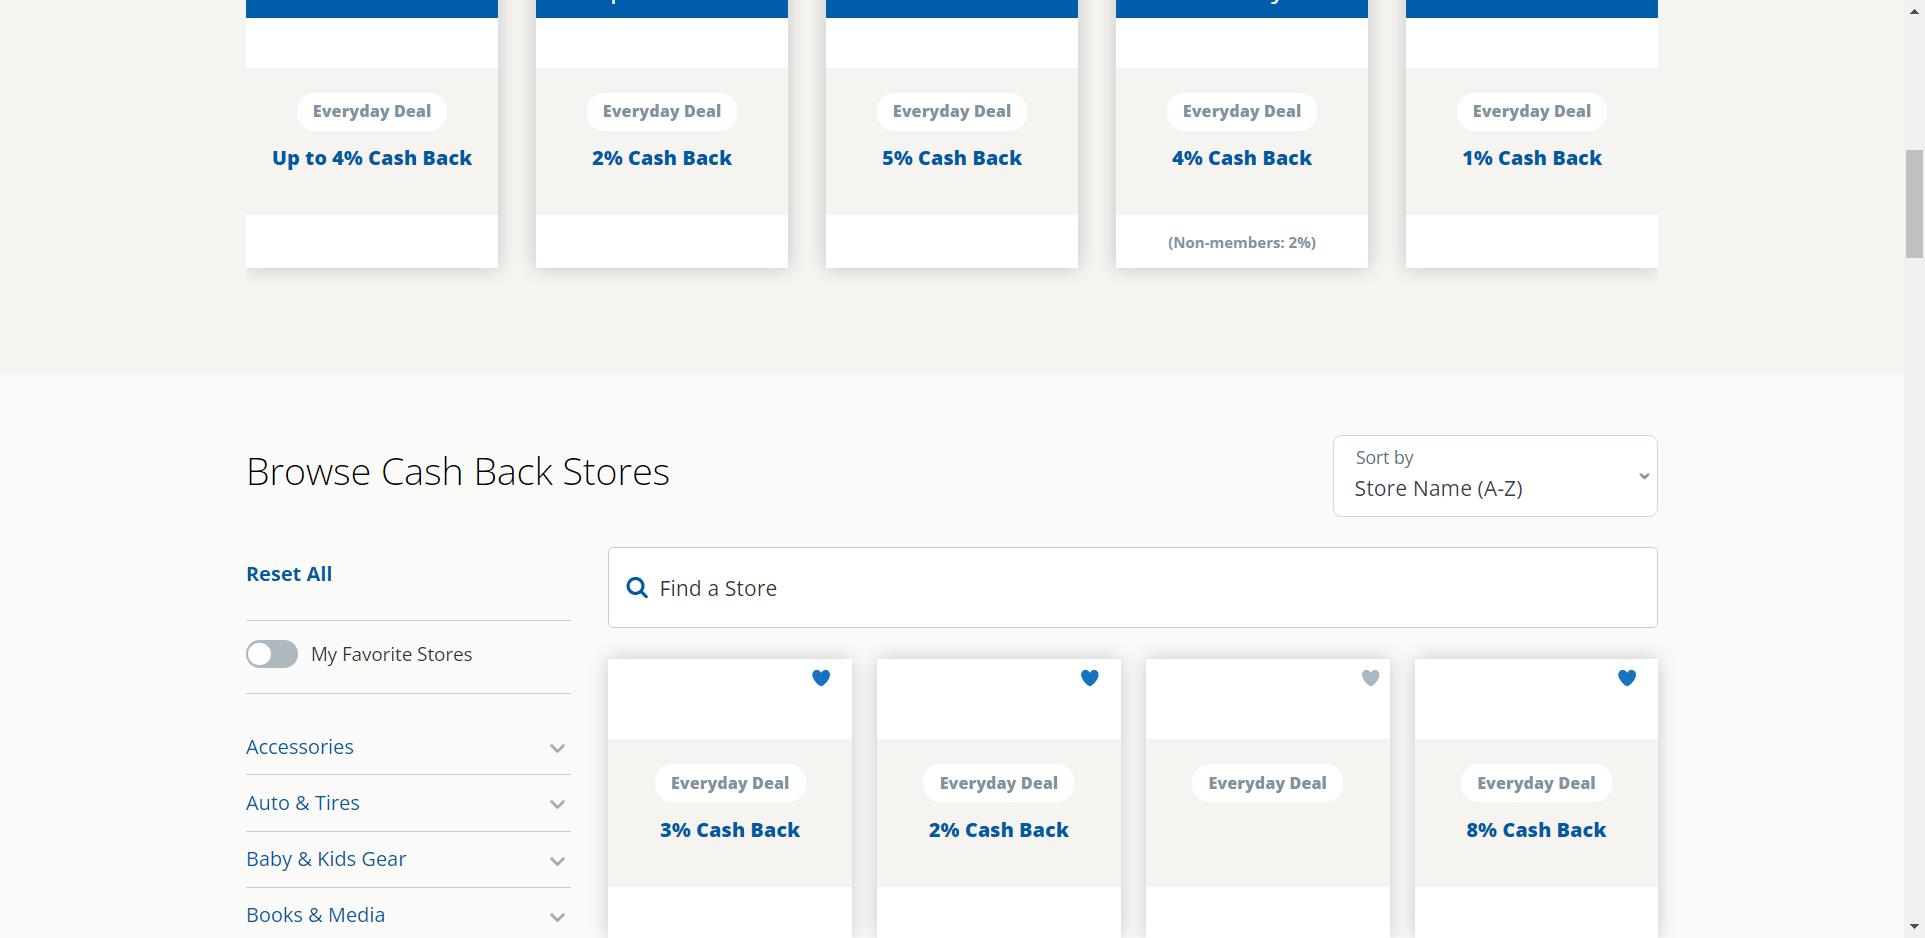 Everyday Deal
Up to 4% Cash Back
Everyday Deal
2% Cash Back
Everyday Deal
5% Cash Back
Everyday Deal
4% Cash Back
(Non-members: 2%)
Everyday Deal
1% Cash Back
Browse Cash Back Stores
Sort by
Store Name (A-Z)
Reset All
My Favorite Stores
Accessories
Auto & Tires
Baby & Kids Gear
Books & Media
Find a Store
Everyday Deal
3% Cash Back
Everyday Deal
2% Cash Back
Everyday Deal
Everyday Deal
8% Cash Back